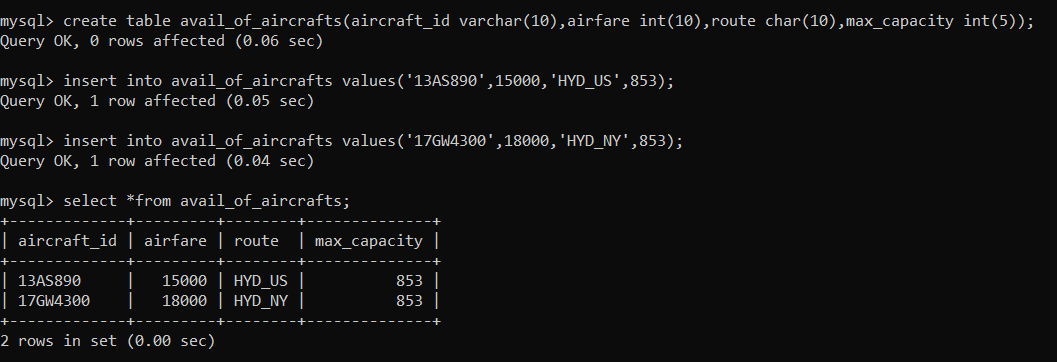 mysql> create table avail_of_aircrafts(aircraft_id varchar(10),airfare int(10),route char(10),max_capacity int(5));
Query OK, 0 rows affected (0.06 sec)
mysql> insert into avail_of_aircrafts values('13AS890',15000,'HYD_US',853);
Query OK, 1 row affected (0.05 sec)
mysql> insert into avail_of_aircrafts values('17GW4300',18000,'HYD_NY',853);
Query OK, 1 row affected (0.04 sec)
mysql> select *from avail_of_aircrafts;
+-------------+---------+--------+--------------+
| aircraft_id | airfare | route  | max_capacity |
+-------------+---------+--------+--------------+
| 13AS890     |   15000 | HYD_US |          853 |
| 17GW4300    |   18000 | HYD_NY |          853 |
+-------------+---------+--------+--------------+
2 rows in set (0.00 sec)